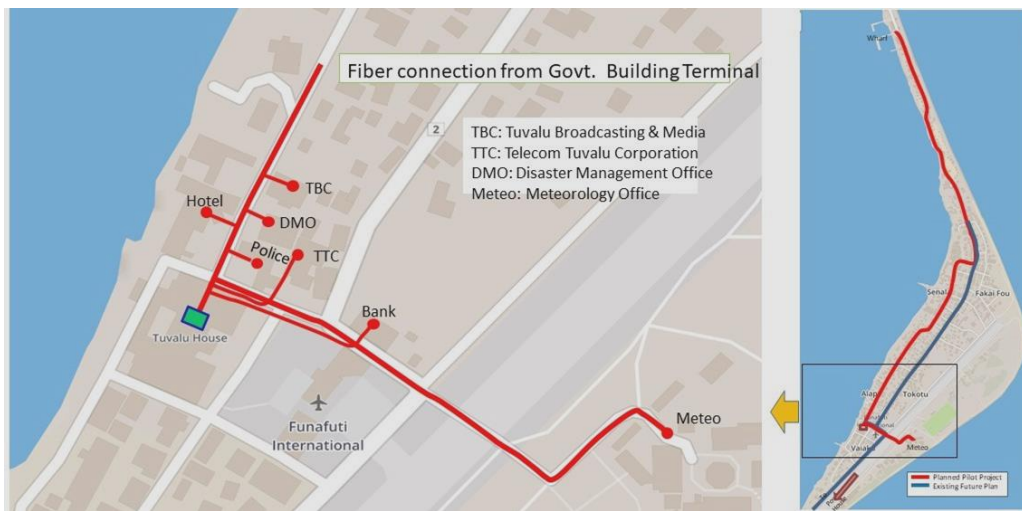 Fiber connection from Govt. Building Terminal
2
TBC: Tuvalu Broadcasting & Media
TTC: Telecom Tuvalu Corporation
DMO: Disaster Management Office
Meteo: Meteorology Office
TBC
Hotel
DMO
Police
TTC
Tuvalu House
Bank
Funafuti
International
Meteo
Wharf
Fakai Fou
Alapi
Tokotu
Meteo
Vaiaku
Planned Pilot Project
Existing Future Plan